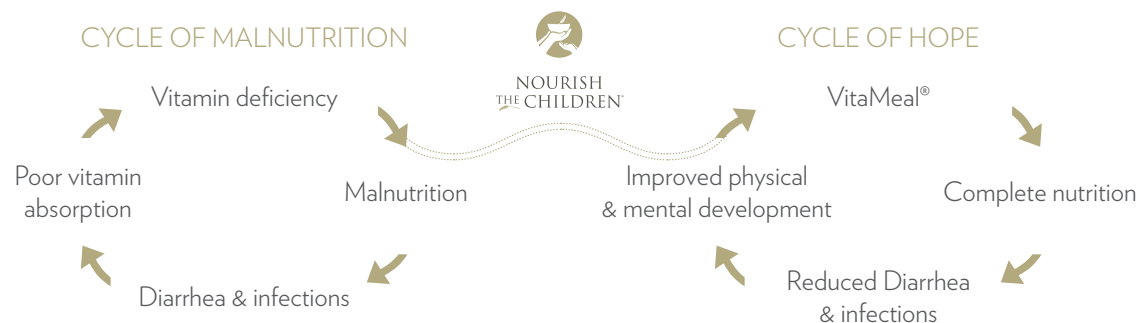 CYCLE OF MALNUTRITION
Vitamin deficiency
Malnutrition
Diarrhea & infections
Poor vitamin
absorption
NOURISH
THE CHILDREN
CYCLE OF HOPE
VitaMeal®
Complete nutrition
Reduced Diarrhea
& infections
Improved physical
& mental development